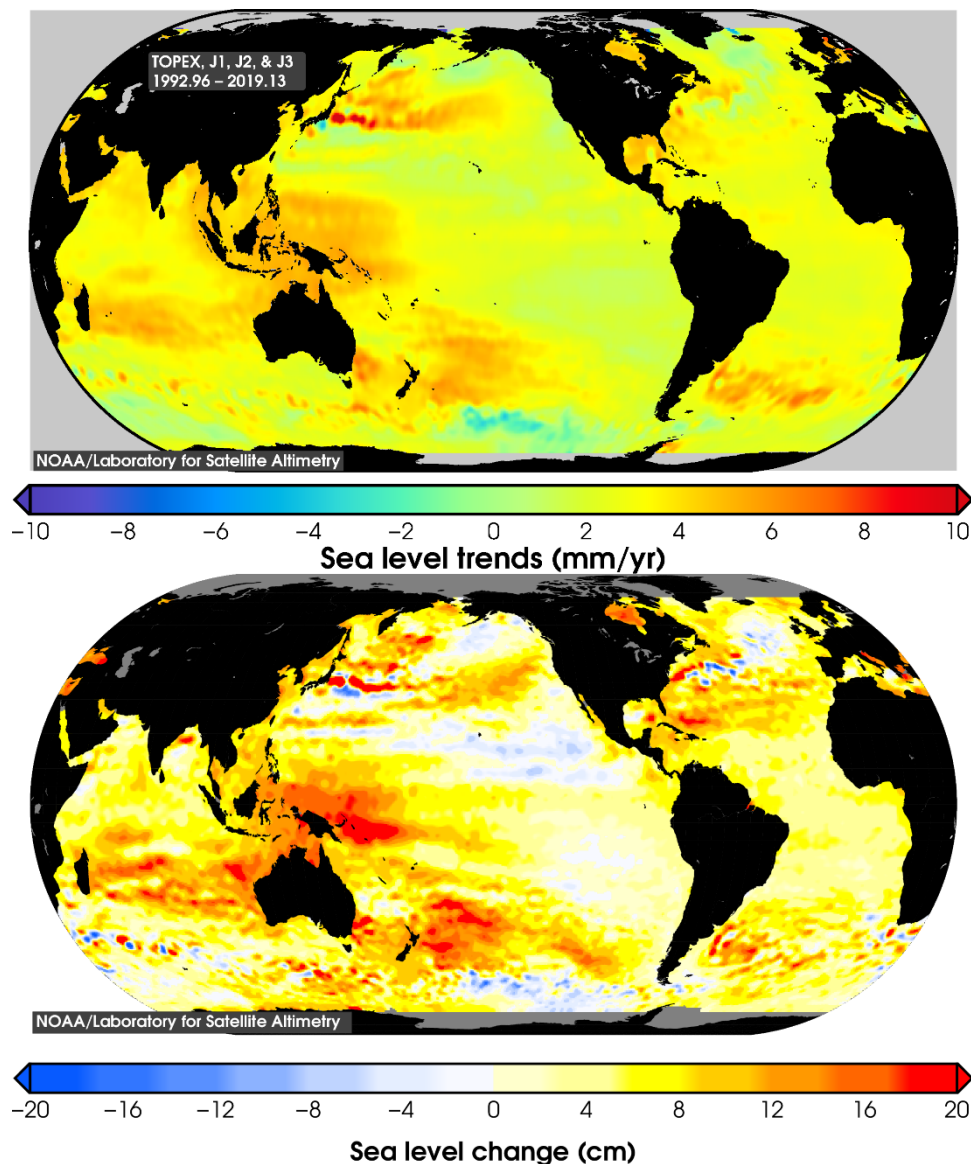 TOPEX, J1, J2, & J3
1992.96 – 2019.13
NOAA/Laboratory for Satellite Altimetry
−10 −8 −6 −4 −2 0 2 4 6 8 10
Sea level trends (mm/yr)
NOAA/Laboratory for Satellite Altimetry
−20 −16 −12 −8 −4 0 4 8 12 16 20
Sea level change (cm)